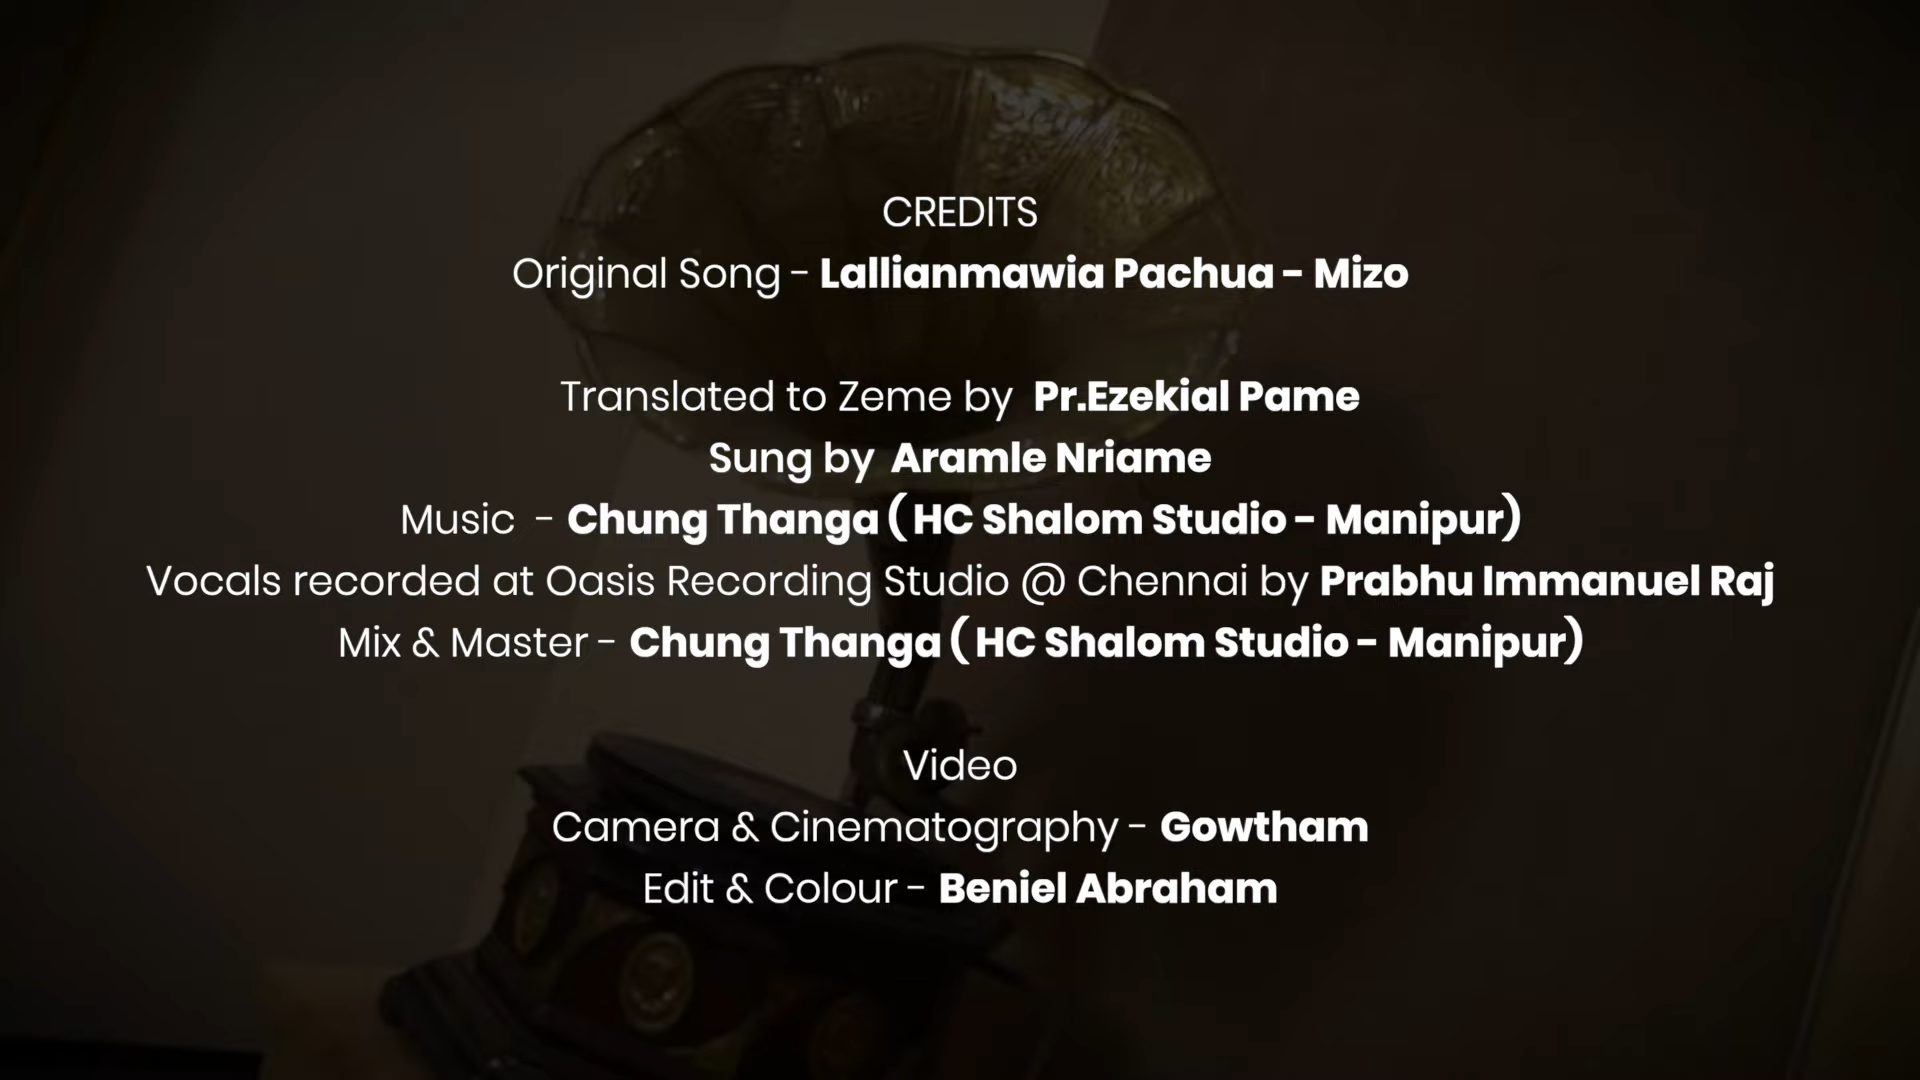 CREDITS
Original Song - Lallianmawia Pachua - Mizo
Translated to Zeme by Pr.Ezekial Pame
Sung by Aramle Nriame
Music - Chung Thanga ( HC Shalom Studio - Manipur)
Vocals recorded at Oasis Recording Studio @ Chennai by Prabhu Immanuel Raj
Mix & Master - Chung Thanga ( HC Shalom Studio - Manipur)
Video
Camera & Cinematography - Gowtham
Edit & Colour - Beniel Abraham